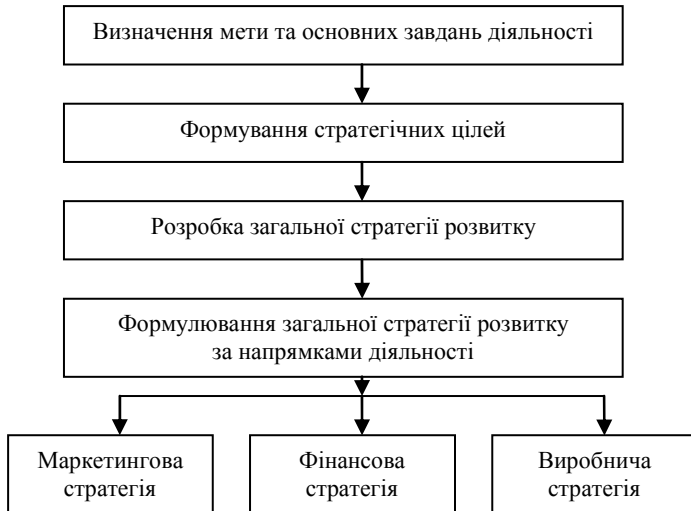 Визначення мети та основних завдань діяльності
Формування стратегічних цілей
Розробка загальної стратегії розвитку
Формулювання загальної стратегії розвитку
за напрямками діяльності
Маркетингова
стратегія
Фінансова
стратегія
Виробнича
стратегія